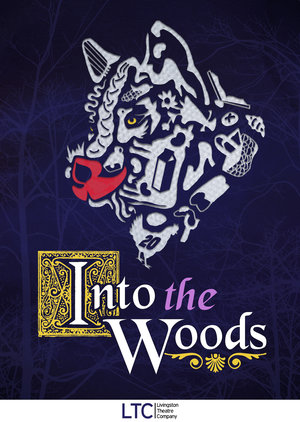 Into the
Woods
LTC
Livingston
Theatre
Company